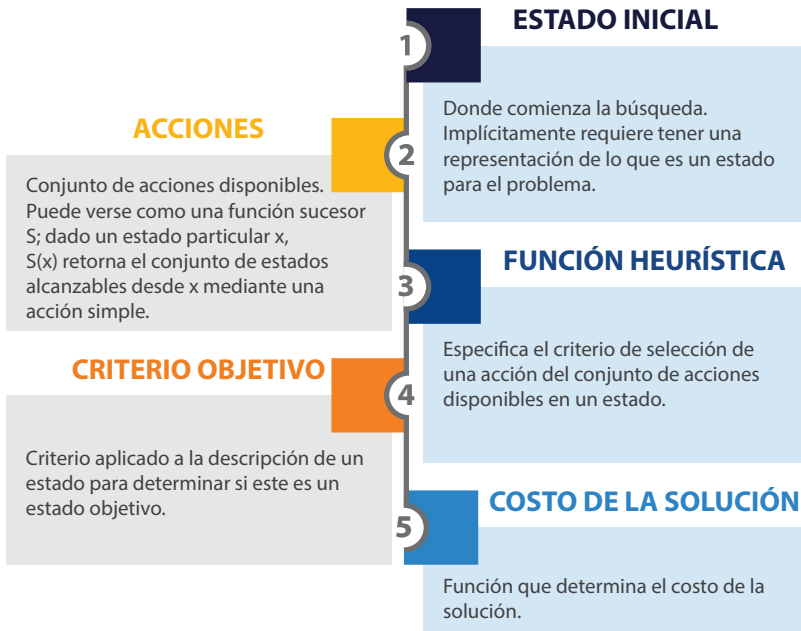 1
ESTADO INICIAL
Donde comienza la búsqueda.
Implícitamente requiere tener una
representación de lo que es un estado
para el problema.
2
ACCIONES
Conjunto de acciones disponibles.
Puede verse como una función sucesor
S; dado un estado particular x,
S(x) retorna el conjunto de estados
alcanzables desde x mediante una
acción simple.
3
FUNCIÓN HEURÍSTICA
Especifica el criterio de selección de
una acción del conjunto de acciones
disponibles en un estado.
4
CRITERIO OBJETIVO
Criterio aplicado a la descripción de un
estado para determinar si este es un
estado objetivo.
5
COSTO DE LA SOLUCIÓN
Función que determina el costo de la
solución.